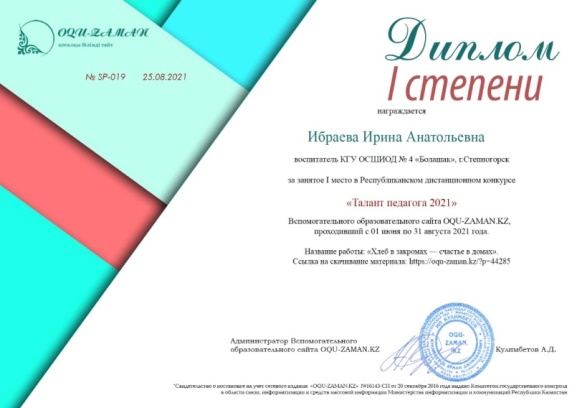 OQU-ZAMAN
қосымша білімді сайт
№ SP-019 25.08.2021
Диплом
I степени
награждается
Ибраева Ирина Анатольевна
воспитатель КГУ ОСШИОД № 4 «Болашак», г.Степногорск
за занятое I место в Республиканском дистанционном конкурсе
«Талант педагога 2021»
Вспомогательного образовательного сайта OQU-ZAMAN.KZ,
проходивший с 01 июня по 31 августа 2021 года.
Название работы: «Хлеб в закромах — счастье в домах».
Ссылка на скачивание материала: https://oqu-zaman.kz/?p=44285
Администратор Вспомогательного
образовательного сайта OQU-ZAMAN.KZ
OQU-
ZAMAN.
KZ
Кулимбетов А.Д.
"Свидетельство о постановке на учет сетевого издания «OQU-ZAMAN.KZ» №16143-СИ от 20 сентября 2016 года выдано Комитетом государственного контроля
в области связи, информатизации и средств массовой информации Министерства информации и коммуникаций Республики Казахстан